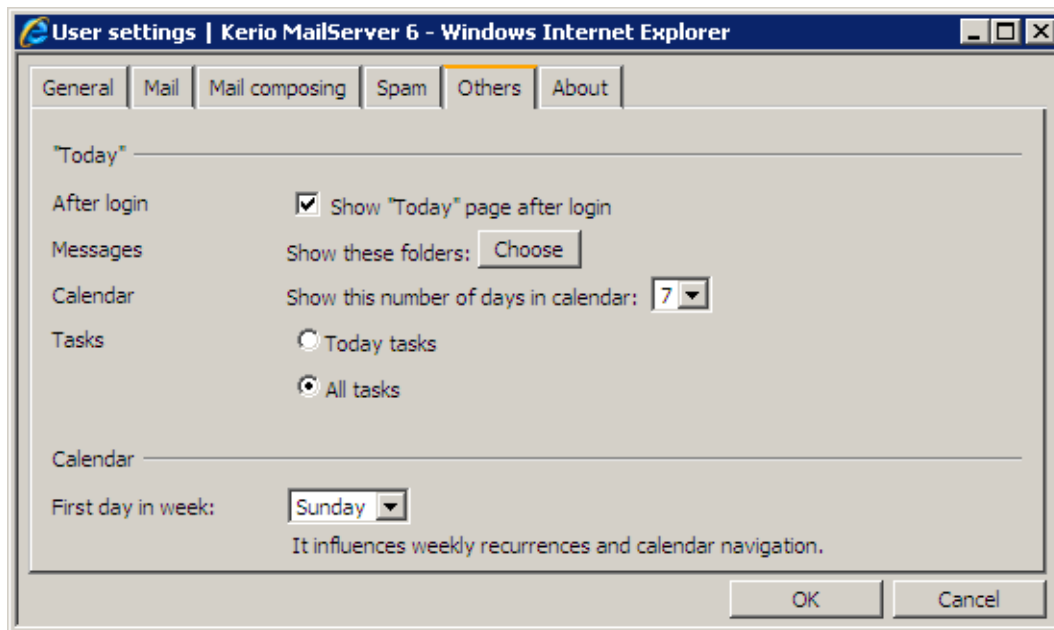 User settings | Kerio MailServer 6 - Windows Internet Explorer
General Mail Mail composing Spam Others About
"Today"
After login Show "Today" page after login
Messages Show these folders: Choose
Calendar Show this number of days in calendar: 7
Tasks Today tasks
All tasks
Calendar
First day in week: Sunday
It influences weekly recurrences and calendar navigation.
OK Cancel